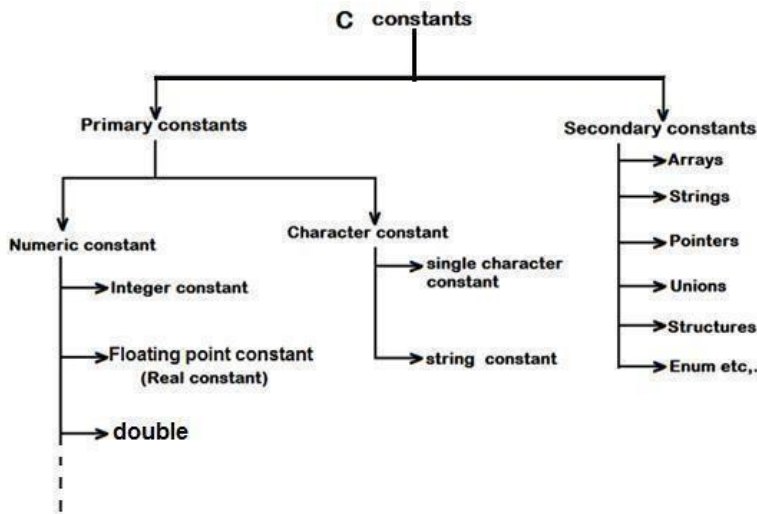 C constants
Primary constants
Secondary constants
Numeric constant
Character constant
Integer constant
Floating point constant
(Real constant)
double
single character
constant
string constant
Arrays
Strings
Pointers
Unions
Structures
Enum etc,.